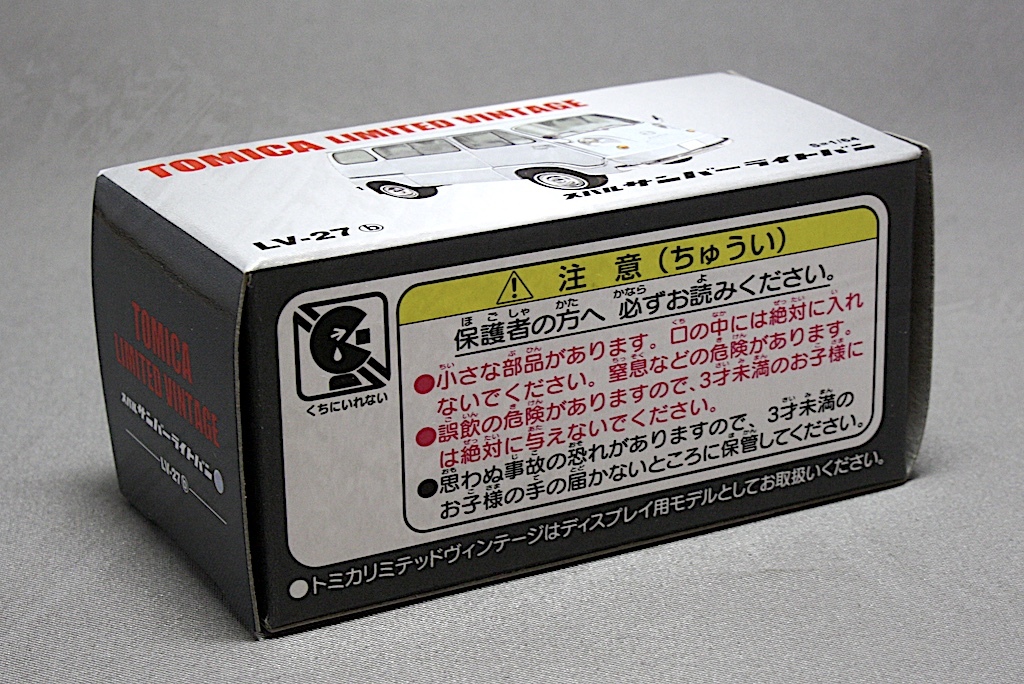 TOMICA LIMITED VINTAGE
S=1/64
スバル サンバーライトバン
LV-27 ⓑ
TOMICA
LIMITED VINTAGE
スバル サンバーライトバン
LV-27 ⓑ
くちにいれない
注意(ちゅうい)
保護者の方へ 必ずお読みください。
●小さな部品があります。口の中には絶対に入れ
ないでください。窒息などの危険があります。
●誤飲の危険がありますので、3才未満のお子様に
は絶対に与えないでください。
●思わぬ事故の恐れがありますので、3才未満の
お子様の手の届かないところに保管してください。
●トミカリミテッドヴィンテージはディスプレイ用モデルとしてお取扱いください。